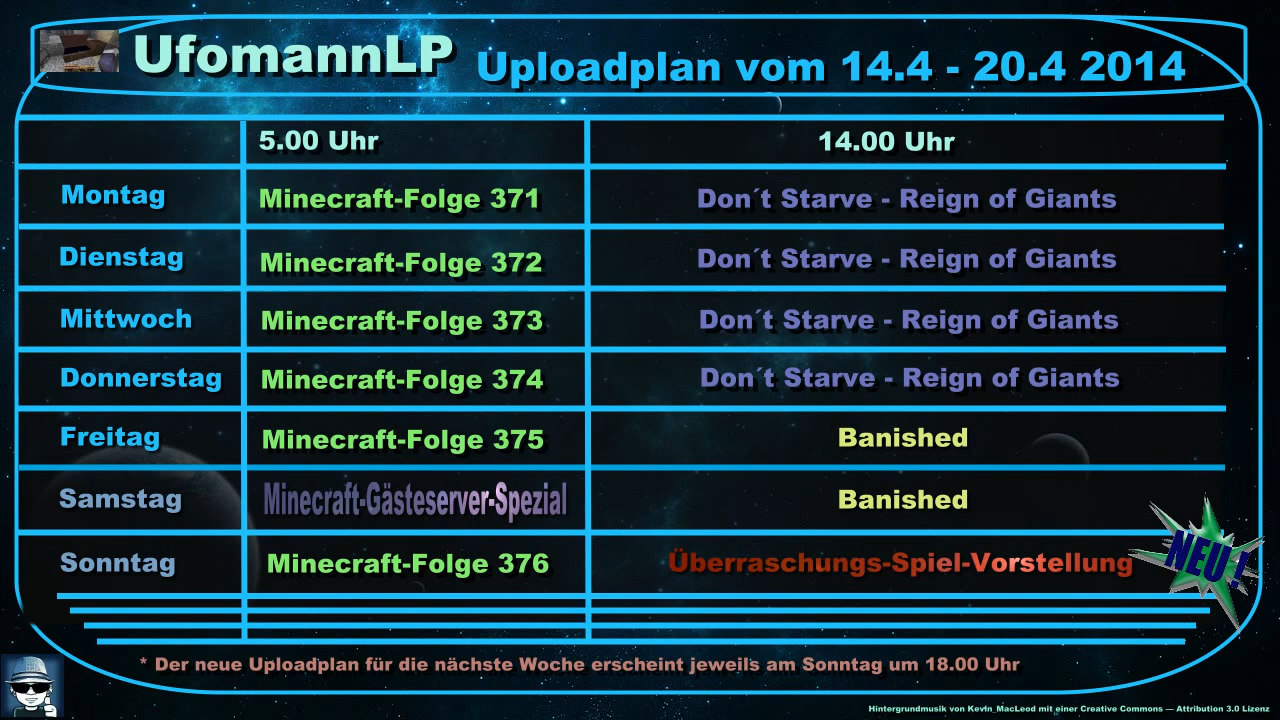 UfomannLP Uploadplan vom 14.4 - 20.4 2014
5.00 Uhr 14.00 Uhr
Montag Minecraft-Folge 371 Don´t Starve - Reign of Giants
Dienstag Minecraft-Folge 372 Don´t Starve - Reign of Giants
Mittwoch Minecraft-Folge 373 Don´t Starve - Reign of Giants
Donnerstag Minecraft-Folge 374 Don´t Starve - Reign of Giants
Freitag Minecraft-Folge 375 Banished
Samstag Minecraft-Gästeserver-Spezial Banished
Sonntag Minecraft-Folge 376 Überraschungs-Spiel-Vorstellung NEU !
* Der neue Uploadplan für die nächste Woche erscheint jeweils am Sonntag um 18.00 Uhr
Hintergrundmusik von Kevin_MacLeod mit einer Creative Commons — Attribution 3.0 Lizenz